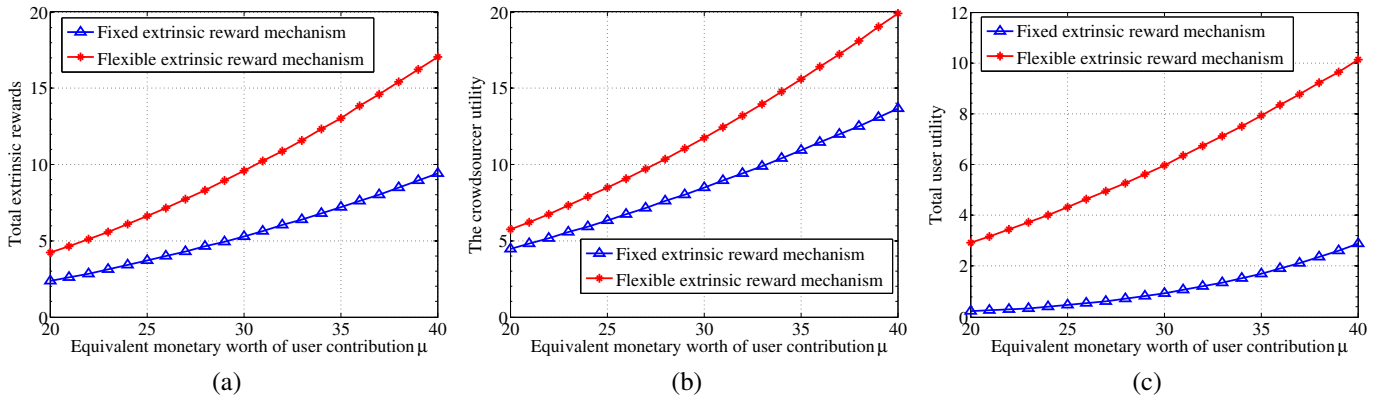 Total extrinsic rewards
20
15
10
5
0
Fixed extrinsic reward mechanism
Flexible extrinsic reward mechanism
20 25 30 35 40
Equivalent monetary worth of user contribution μ
(a)
The crowdsourcer utility
20
15
10
5
0
Fixed extrinsic reward mechanism
Flexible extrinsic reward mechanism
20 25 30 35 40
Equivalent monetary worth of user contribution μ
(b)
Total user utility
12
10
8
6
4
2
0
Fixed extrinsic reward mechanism
Flexible extrinsic reward mechanism
20 25 30 35 40
Equivalent monetary worth of user contribution μ
(c)